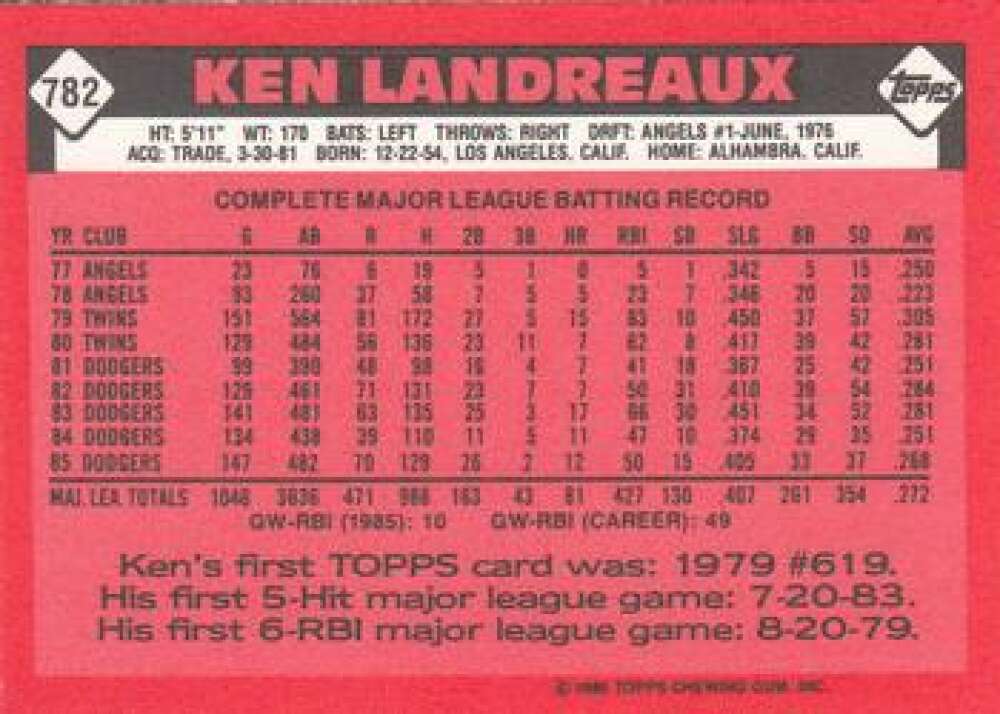 782 KEN LANDREAUX Topps
HT: 5'11" WT: 170 BATS: LEFT THROWS: RIGHT DRFT: ANGELS #1-JUNE, 1976
ACQ: TRADE, 3-30-81 BORN: 12-22-54, LOS ANGELES, CALIF. HOME: ALHAMBRA, CALIF.
COMPLETE MAJOR LEAGUE BATTING RECORD
YR CLUB G AB R H 2B 3B HR RBI SB SLG BB SO AVG
77 ANGELS 23 76 6 19 5 1 0 5 1 .342 5 15 .250
78 ANGELS 93 260 37 58 7 5 5 23 7 .346 20 20 .223
79 TWINS 151 564 81 172 27 5 15 83 10 .450 37 57 .305
80 TWINS 129 484 56 136 23 11 7 62 8 .417 39 42 .281
81 DODGERS 99 390 48 98 16 4 7 41 18 .367 25 42 .251
82 DODGERS 129 461 71 131 23 7 7 50 31 .410 39 54 .284
83 DODGERS 141 481 63 135 25 3 17 66 30 .451 34 52 .281
84 DODGERS 134 438 39 110 11 5 11 47 10 .374 29 35 .251
85 DODGERS 147 482 70 129 26 2 12 50 15 .405 33 37 .268
MAJ. LEA TOTALS 1046 3636 471 988 163 43 81 427 130 .407 261 354 .272
GW-RBI (1985): 10 GW-RBI (CAREER): 49
Ken's first TOPPS card was: 1979 #619.
His first 5-Hit major league game: 7-20-83.
His first 6-RBI major league game: 8-20-79.
© 1986 TOPPS CHEWING GUM, INC.